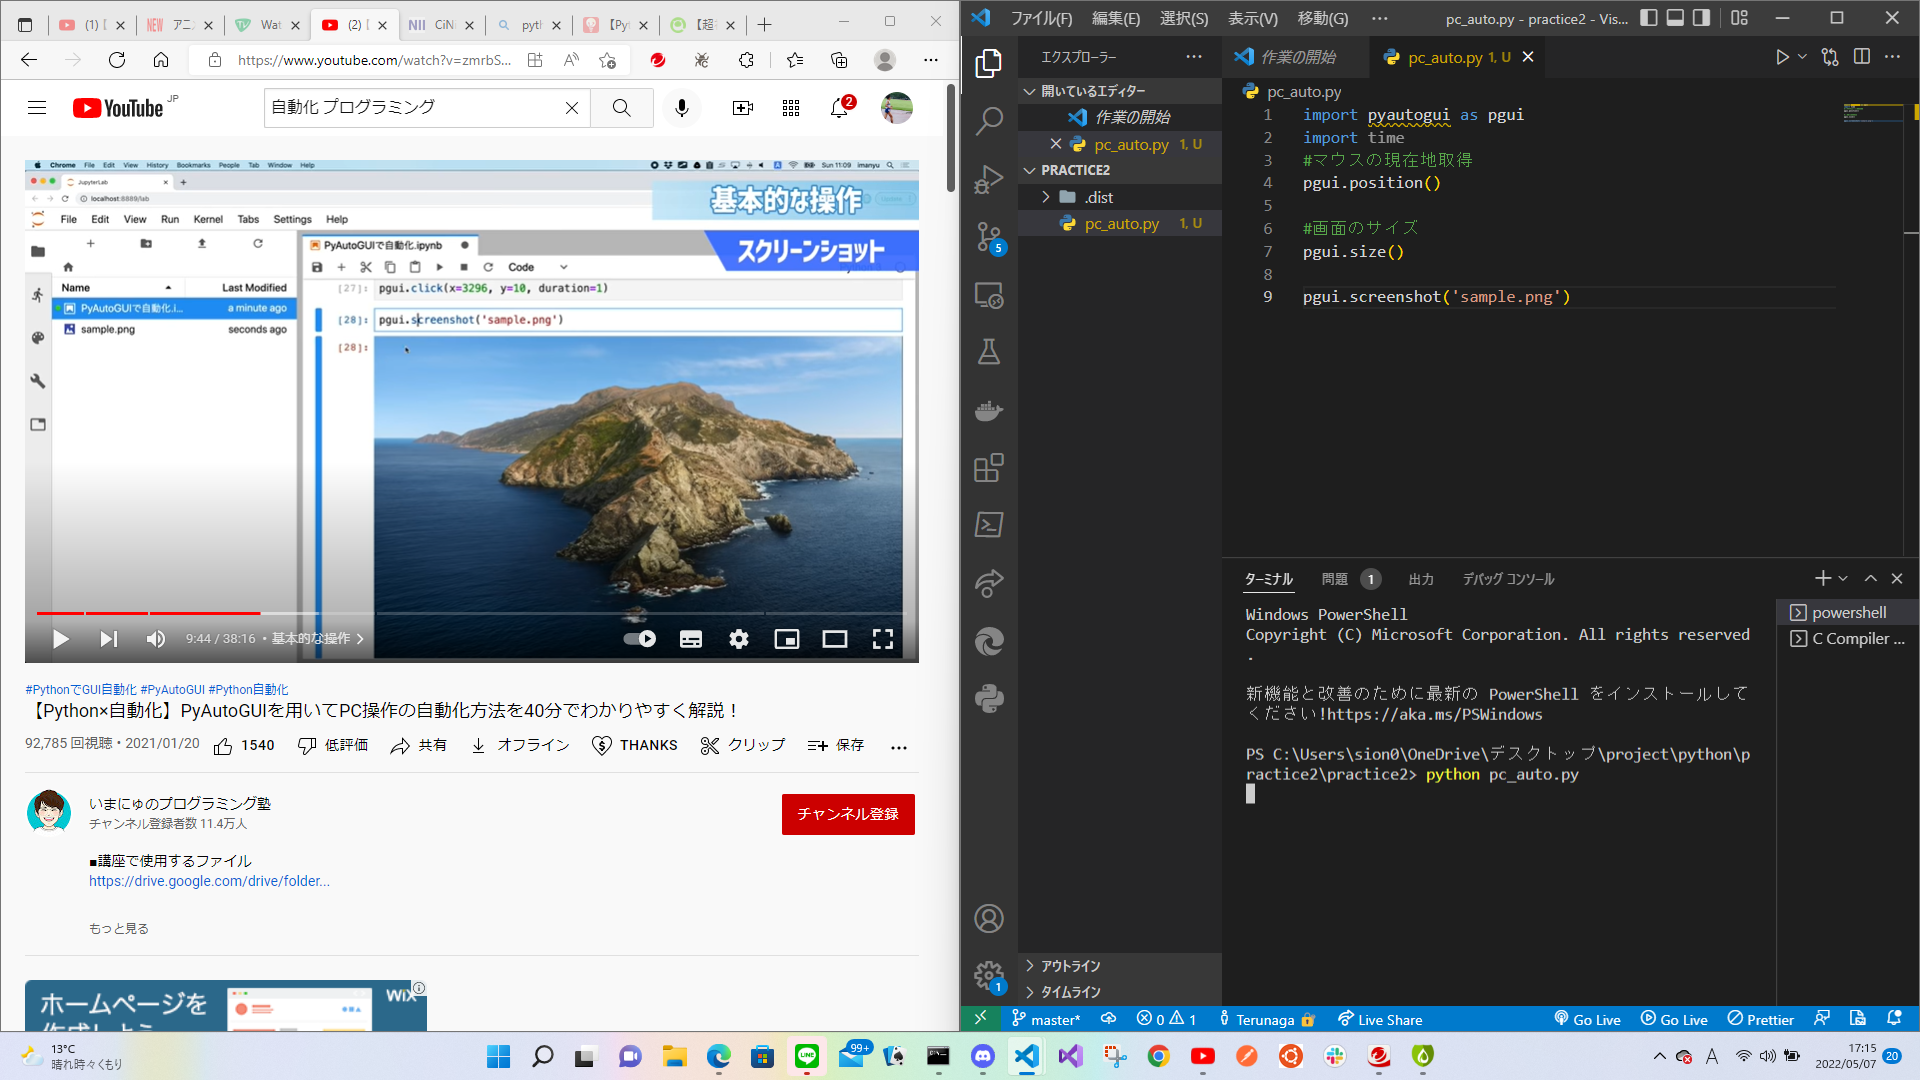 (1) [
NEW アニ
Wat
(2) [
NII CiNi
pyth
【Pyt
【超:
https://www.youtube.com/watch?v=zmrbS...
YouTube JP
自動化 プログラミング
2
Chrome File Edit View History Bookmarks People Tab Window Help
Sun 11:09 imanyu
JupyterLab
localhost:8889/lab
基本的な操作
File Edit View Run Kernel Tabs Settings Help
PyAutoGUIで自動化.ipynb
スクリーンショット
Code
Name Last Modified
PyAutoGUIで自動化.i... a minute ago
sample.png seconds ago
[27]: pgui.click(x=3296, y=10, duration=1)
[28]: pgui.screenshot('sample.png')
[28]:
9:44 / 38:16 • 基本的な操作
#PythonでGUI自動化 #PyAutoGUI #Python自動化
【Python×自動化】PyAutoGUIを用いてPC操作の自動化方法を40分でわかりやすく解説！
92,785 回視聴 • 2021/01/20
1540 低評価 共有 オフライン THANKS クリップ 保存
いまにゅのプログラミング塾
チャンネル登録者数 11.4万人
チャンネル登録
■講座で使用するファイル
https://drive.google.com/drive/folder...
もっと見る
ホームページを
作成しよう
WiX
ファイル(F) 編集(E) 選択(S) 表示(V) 移動(G) ...
pc_auto.py - practice2 - Vis...
エクスプローラー
開いているエディター
作業の開始
pc_auto.py 1, U
PRACTICE2
.dist
pc_auto.py 1, U
アウトライン
タイムライン
5
1
作業の開始
pc_auto.py 1, U
pc_auto.py
1 import pyautogui as pgui
2 import time
3 #マウスの現在地取得
4 pgui.position()
5
6 #画面のサイズ
7 pgui.size()
8
9 pgui.screenshot('sample.png')
ターミナル 問題 1 出力 デバッグ コンソール
Windows PowerShell
Copyright (C) Microsoft Corporation. All rights reserved
.
新機能と改善のために最新の PowerShell をインストールして
ください!https://aka.ms/PSWindows
PS C:\Users\sion0\OneDrive\デスクトップ\project\python\p
ractice2\practice2> python pc_auto.py
powershell
C Compiler ...
master* 0 1 Terunaga Live Share
Go Live Go Live Prettier
13°C
晴れ時々くもり
99+
A
17:15
2022/05/07
20